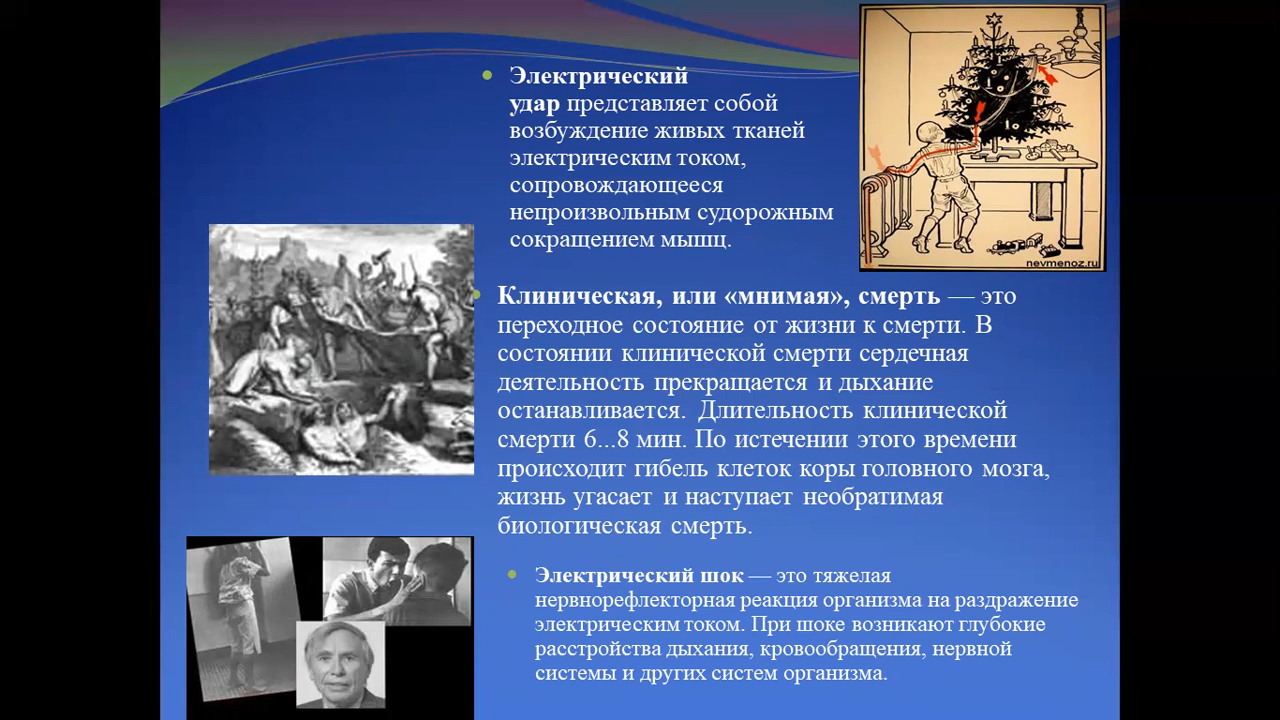 Электрический
удар представляет собой
возбуждение живых тканей
электрическим током,
сопровождающееся
непроизвольным судорожным
сокращением мышц.
nevmenoz.ru
Клиническая, или «мнимая», смерть — это
переходное состояние от жизни к смерти. В
состоянии клинической смерти сердечная
деятельность прекращается и дыхание
останавливается. Длительность клинической
смерти 6...8 мин. По истечении этого времени
происходит гибель клеток коры головного мозга,
жизнь угасает и наступает необратимая
биологическая смерть.
Электрический шок — это тяжелая
нервнорефлекторная реакция организма на раздражение
электрическим током. При шоке возникают глубокие
расстройства дыхания, кровообращения, нервной
системы и других систем организма.